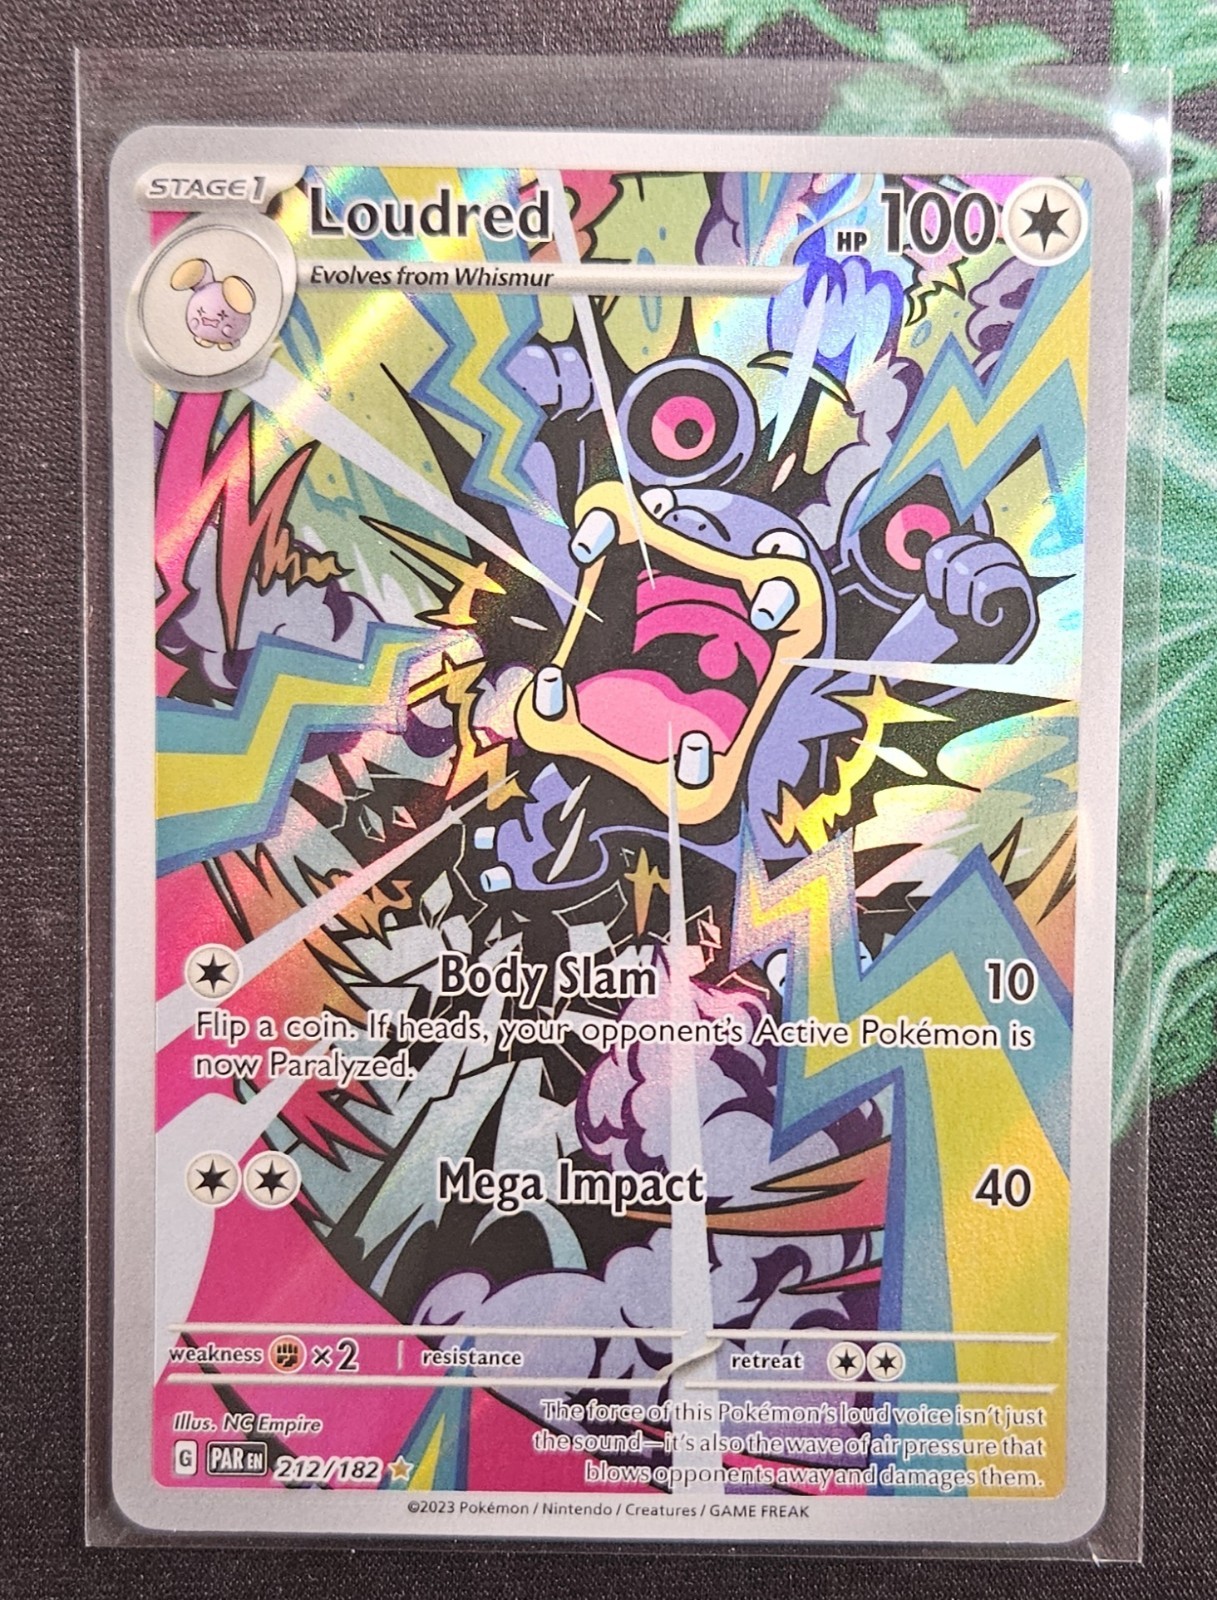 STAGE1
Loudred
HP 100
Evolves from Whismur
Body Slam 10
Flip a coin. If heads, your opponent's Active Pokémon is
now Paralyzed.
Mega Impact 40
weakness ×2 resistance retreat
Illus. NC Empire
The force of this Pokémon's loud voice isn't just
the sound—it's also the wave of air pressure that
blows opponents away and damages them.
G PAR EN 212/182
©2023 Pokémon / Nintendo / Creatures / GAME FREAK